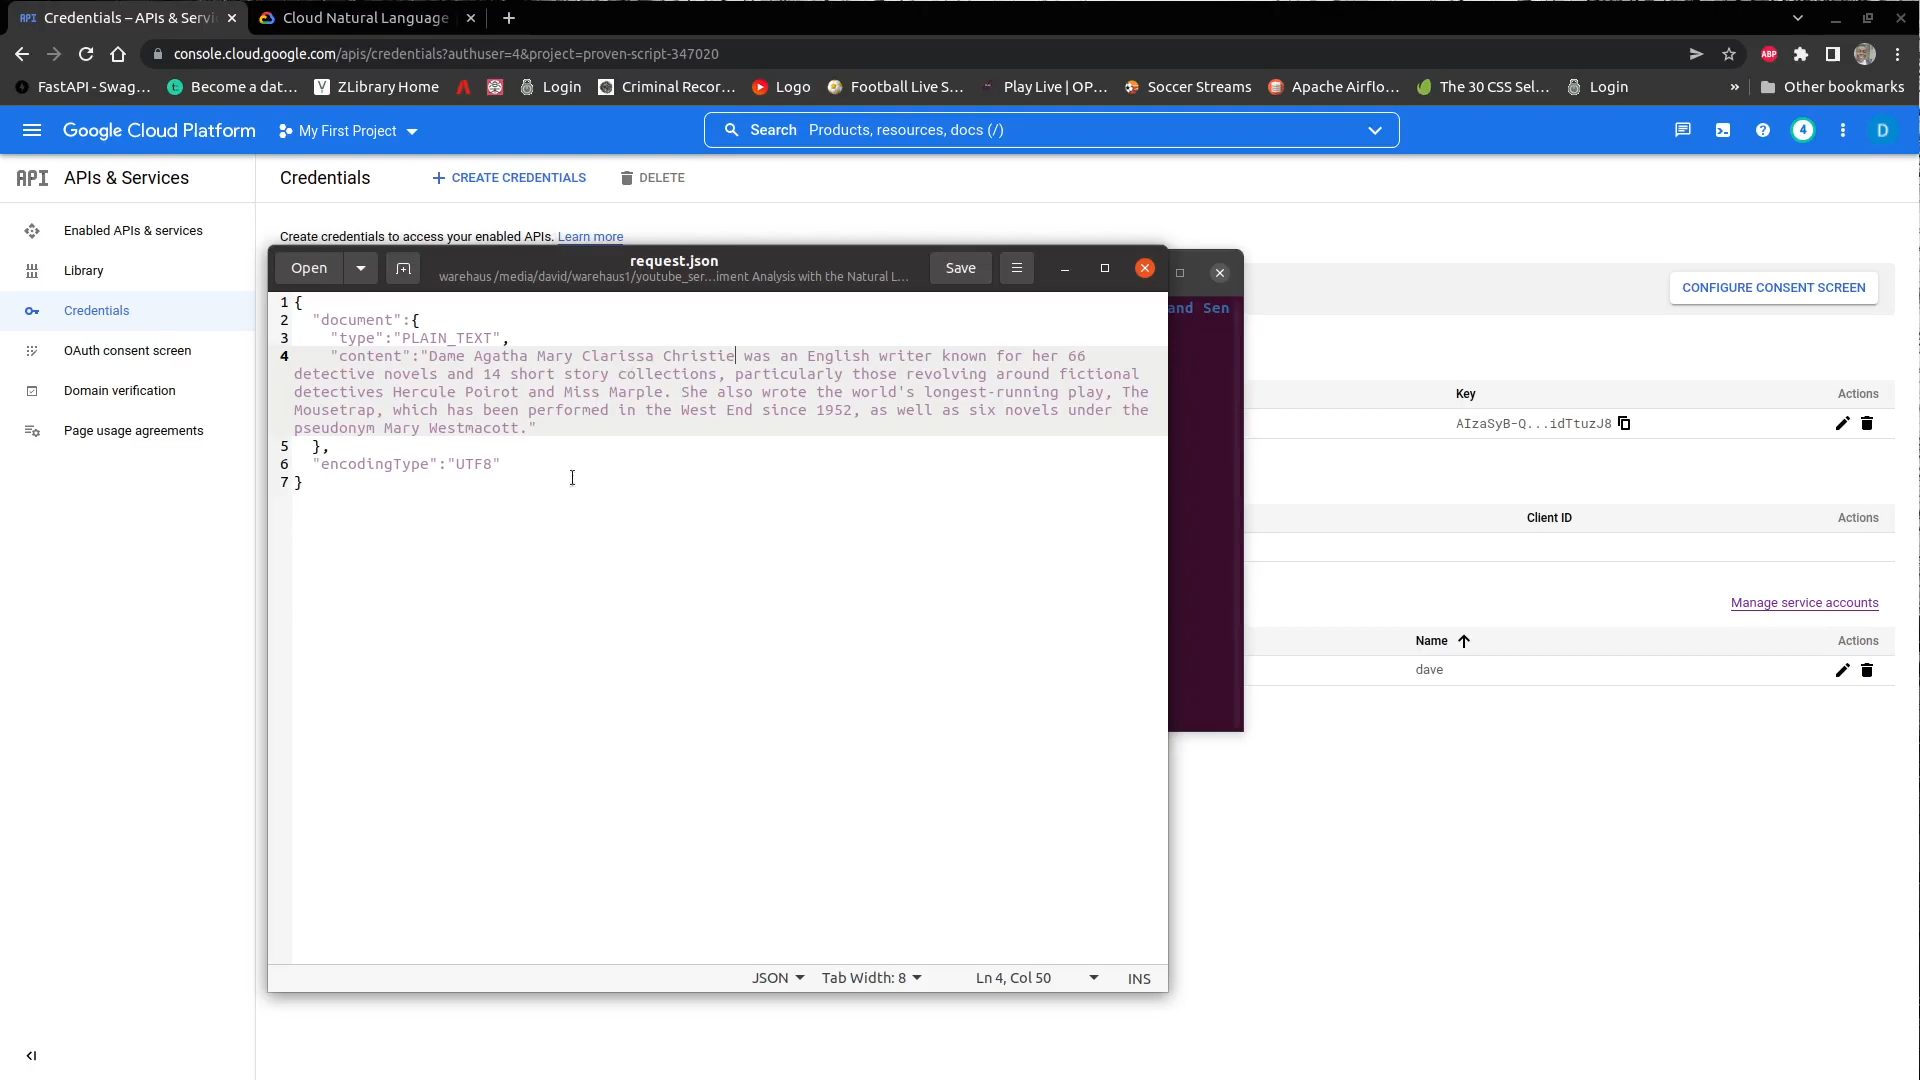 Credentials – APIs & Servi
Cloud Natural Language
console.cloud.google.com/apis/credentials?authuser=4&project=proven-script-347020
ABP
FastAPI - Swag...
Become a dat...
ZLibrary Home
Login
Criminal Recor...
Logo
Football Live S...
Play Live | OP...
Soccer Streams
Apache Airflo...
The 30 CSS Sel...
Login
»
Other bookmarks
Google Cloud Platform
My First Project
Search Products, resources, docs (/)
4
D
API APIs & Services
Credentials
+ CREATE CREDENTIALS
DELETE
Enabled APIs & services
Library
Credentials
OAuth consent screen
Domain verification
Page usage agreements
Create credentials to access your enabled APIs. Learn more
Open
request.json
warehaus /media/david/warehaus1/youtube_ser...iment Analysis with the Natural L...
Save
1 {
2 "document":{
3 "type":"PLAIN_TEXT",
4 "content":"Dame Agatha Mary Clarissa Christie was an English writer known for her 66
detective novels and 14 short story collections, particularly those revolving around fictional
detectives Hercule Poirot and Miss Marple. She also wrote the world's longest-running play, The
Mousetrap, which has been performed in the West End since 1952, as well as six novels under the
pseudonym Mary Westmacott."
5 },
6 "encodingType":"UTF8"
7 }
JSON
Tab Width: 8
Ln 4, Col 50
INS
and Sen
CONFIGURE CONSENT SCREEN
Key
Actions
AIzaSyB-Q...idTtuzJ8
Client ID
Actions
Manage service accounts
Name
Actions
dave